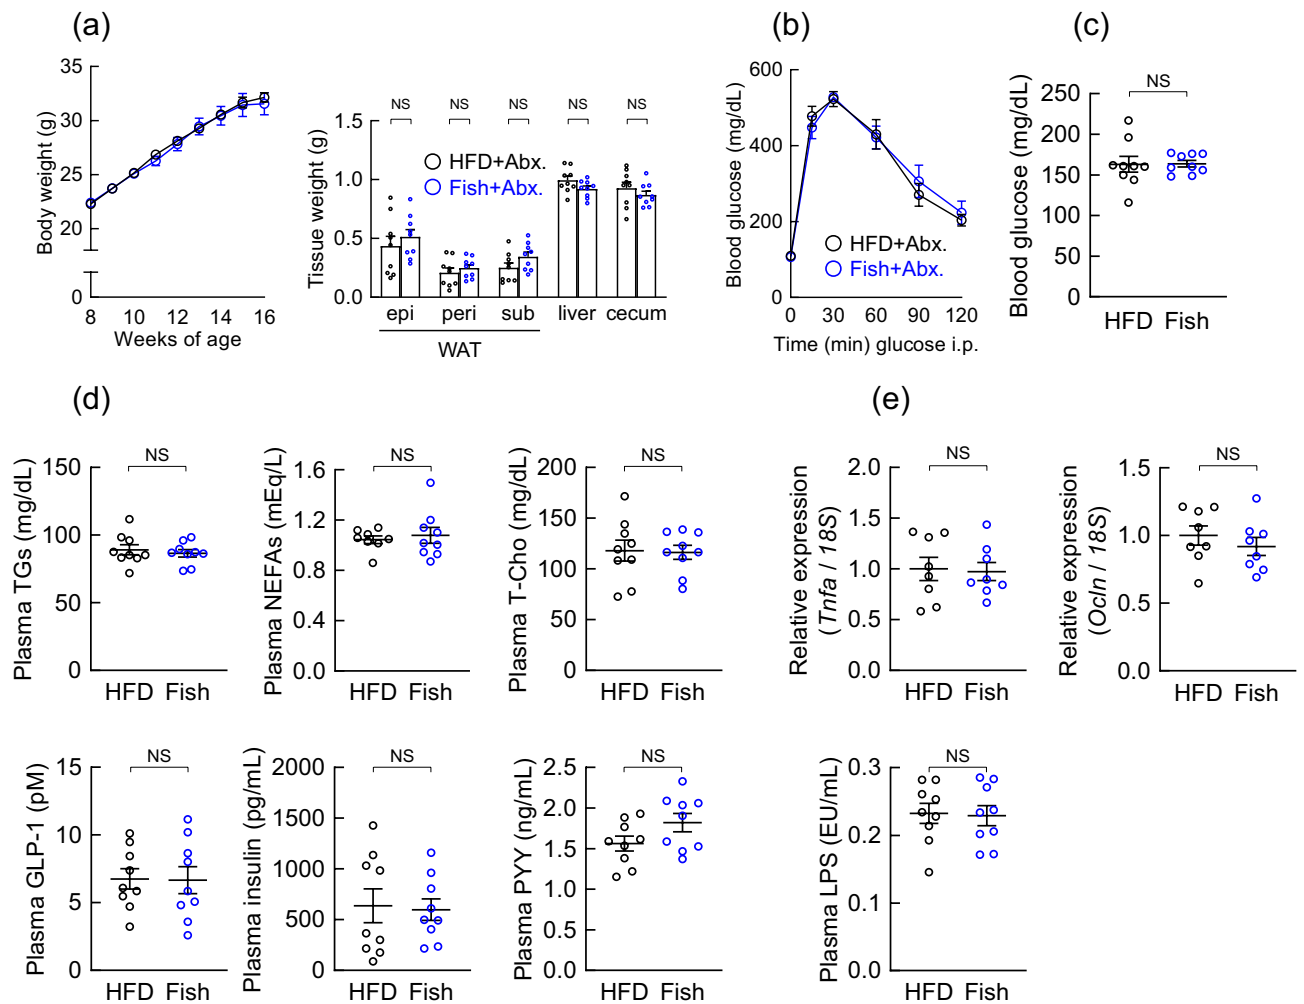 (a)
Body weight (g)
35
30
25
20
0
8 10 12 14 16
Weeks of age
Tissue weight (g)
1.5
1.0
0.5
0.0
NS NS NS NS NS
HFD+Abx.
Fish+Abx.
epi peri sub liver cecum
WAT
(b)
Blood glucose (mg/dL)
600
400
200
0
HFD+Abx.
Fish+Abx.
0 30 60 90 120
Time (min) glucose i.p.
(c)
Blood glucose (mg/dL)
250
200
150
100
50
0
NS
HFD Fish
(d)
Plasma TGs (mg/dL)
150
100
50
0
NS
HFD Fish
Plasma NEFAs (mEq/L)
1.6
1.2
0.8
0.4
0.0
NS
HFD Fish
Plasma T-Cho (mg/dL)
200
150
100
50
0
NS
HFD Fish
(e)
Relative expression
(Tnfa / 18S)
2.0
1.5
1.0
0.5
0.0
NS
HFD Fish
Relative expression
(Ocln / 18S)
1.5
1.0
0.5
0.0
NS
HFD Fish
Plasma GLP-1 (pM)
15
10
5
0
NS
HFD Fish
Plasma insulin (pg/mL)
2000
1500
1000
500
0
NS
HFD Fish
Plasma PYY (ng/mL)
2.5
2.0
1.5
1.0
0.5
0.0
NS
HFD Fish
Plasma LPS (EU/mL)
0.3
0.2
0.1
0.0
NS
HFD Fish